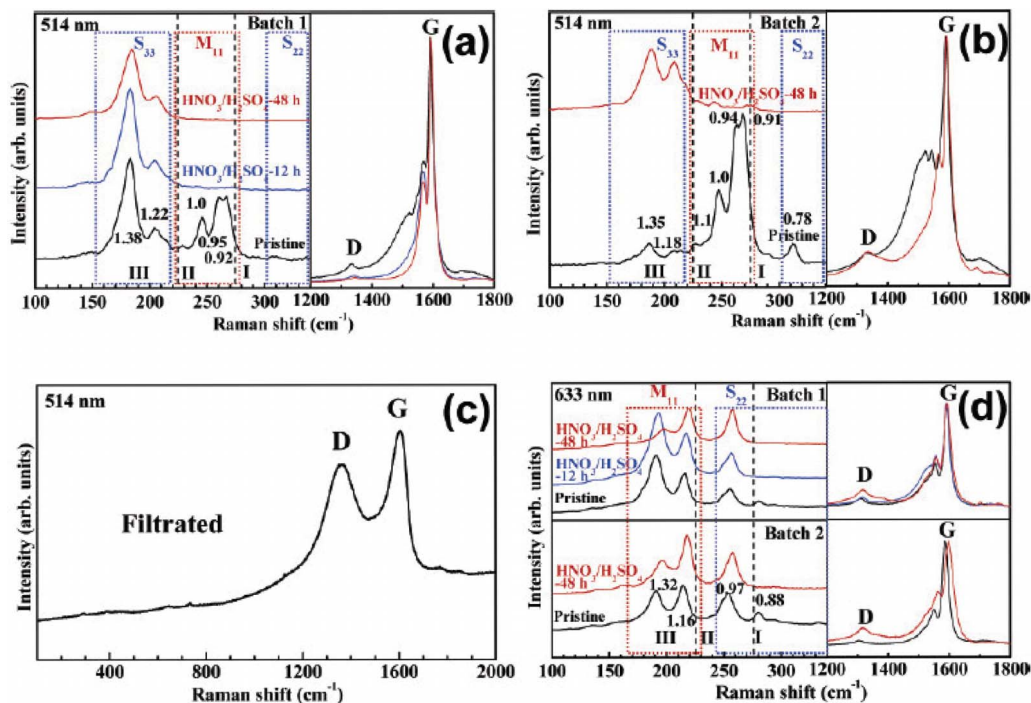 514 nm Batch 1
(a)
G
S33 M11 S22
HNO3/H2SO4-48 h
HNO3/H2SO4-12 h
1.22 1.0
1.38 0.95 Pristine
0.92
D
III II I
Intensity (arb. units)
100 150 200 250 300 1200 1400 1600 1800
Raman shift (cm-1)
514 nm Batch 2
(b)
G
S33 M11 S22
HNO3/H2SO4-48 h
0.94 0.91
1.0
1.35 1.1 0.78
1.18 Pristine
D
III II I
Intensity (arb. units)
100 150 200 250 300 1200 1400 1600 1800
Raman shift (cm-1)
514 nm
(c)
G
D
Filtrated
Intensity (arb. units)
400 800 1200 1600 2000
Raman shift (cm-1)
633 nm M11 S22 Batch 1
(d)
G
HNO3/H2SO4
-48 h
HNO3/H2SO4
-12 h
Pristine
D
Batch 2
G
HNO3/H2SO4
-48 h
1.32 0.97 0.88
Pristine 1.16
D
III II I
Intensity (arb. units)
100 150 200 250 300 1200 1400 1600 1800
Raman shift (cm-1)